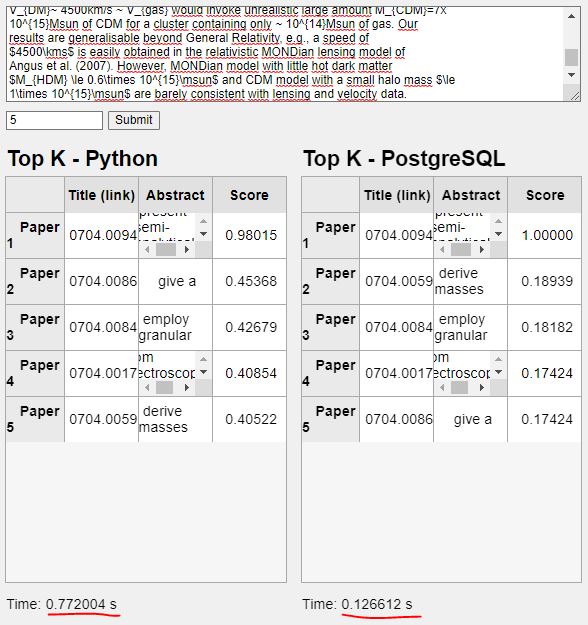 V_{DM}~ 4500km/s ~ V_{gas} would invoke unrealistic large amount M_{CDM}=7x
10^{15}Msun of CDM for a cluster containing only ~ 10^{14}Msun of gas. Our
results are generalisable beyond General Relativity, e.g., a speed of
$4500\kms$ is easily obtained in the relativistic MONDian lensing model of
Angus et al. (2007). However, MONDian model with little hot dark matter
$M_{HDM} \le 0.6\times 10^{15}\msun$ and CDM model with a small halo mass $\le
1\times 10^{15}\msun$ are barely consistent with lensing and velocity data.
5 Submit
Top K - Python
Title (link) Abstract Score
Paper 1 0704.0094 present semi- 0.98015
Paper 2 0704.0086 give a 0.45368
Paper 3 0704.0084 employ granular 0.42679
Paper 4 0704.0017 om ectroscop 0.40854
Paper 5 0704.0059 derive masses 0.40522
Time: 0.772004 s
Top K - PostgreSQL
Title (link) Abstract Score
Paper 1 0704.0094 present semi- 1.00000
Paper 2 0704.0059 derive masses 0.18939
Paper 3 0704.0084 employ granular 0.18182
Paper 4 0704.0017 om ectroscop 0.17424
Paper 5 0704.0086 give a 0.17424
Time: 0.126612 s